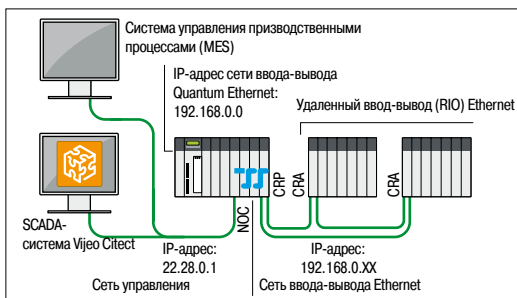 Система управления призводственными
процессами (MES)
IP-адрес сети ввода-вывода
Quantum Ethernet:
192.168.0.0
Удаленный ввод-вывод (RIO) Ethernet
NOC
CRP
CRA
CRA
SCADA-
система Vijeo Citect
IP-адрес:
22.28.0.1
IP-адрес:
192.168.0.XX
Сеть управления
Сеть ввода-вывода Ethernet